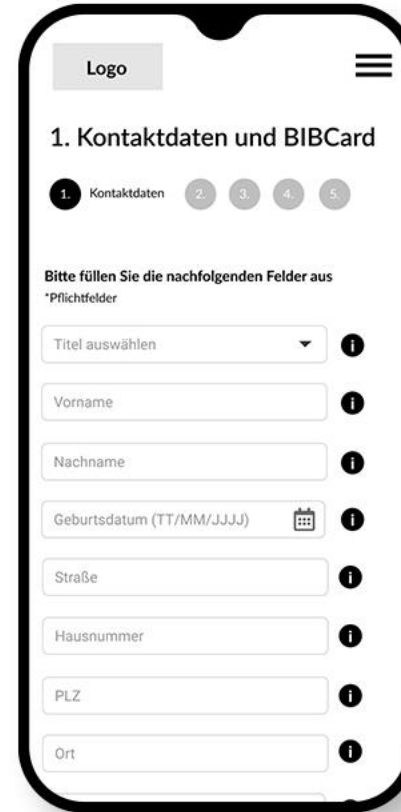 Logo
1. Kontaktdaten und BIBCard
1. Kontaktdaten 2. 3. 4. 5.
Bitte füllen Sie die nachfolgenden Felder aus
*Pflichtfelder
Titel auswählen i
Vorname i
Nachname i
Geburtsdatum (TT/MM/JJJJ) i
Straße i
Hausnummer i
PLZ i
Ort i